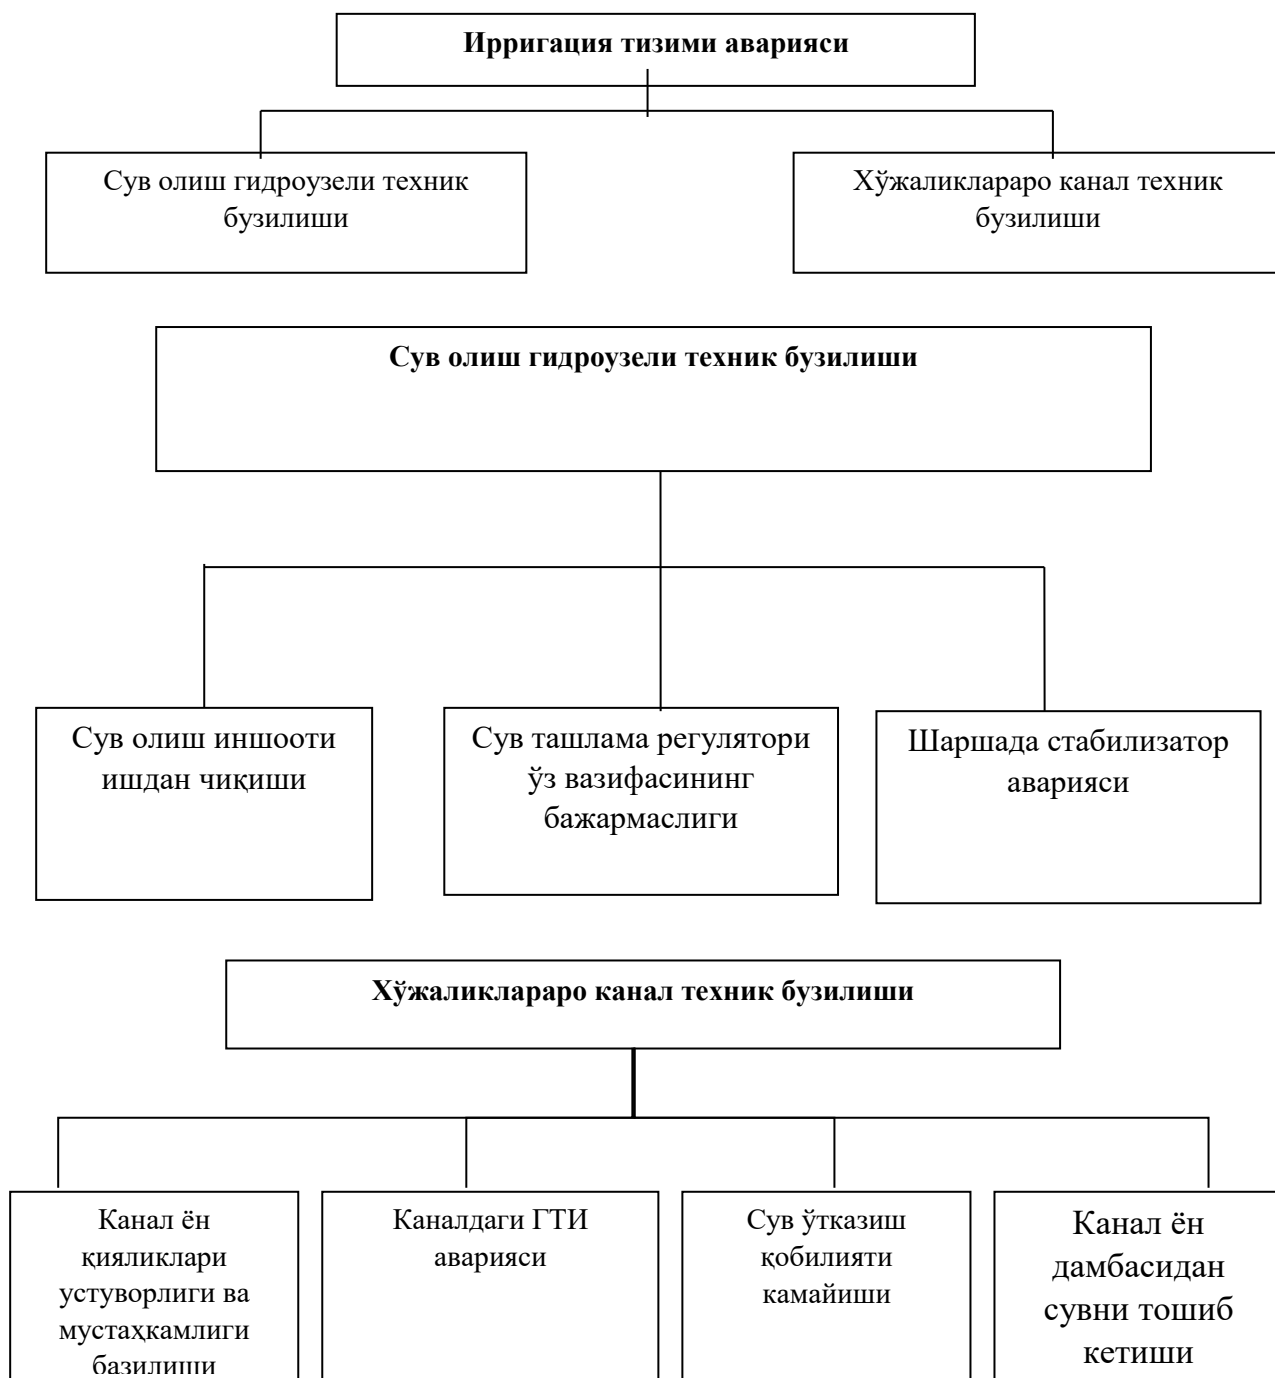 Ирригация тизими аварияси
Сув олиш гидроузели техник
бузилиши
Хўжаликлараро канал техник
бузилиши
Сув олиш гидроузели техник бузилиши
Сув олиш иншооти
ишдан чиқиши
Сув ташлама регулятори
ўз вазифасининг
бажармаслиги
Шаршада стабилизатор
аварияси
Хўжаликлараро канал техник бузилиши
Канал ён
қияликлари
устуворлиги ва
мустаҳкамлиги
базилиши
Каналдаги ГТИ
аварияси
Сув ўтказиш
қобилияти
камайиши
Канал ён
дамбасидан
сувни тошиб
кетиши